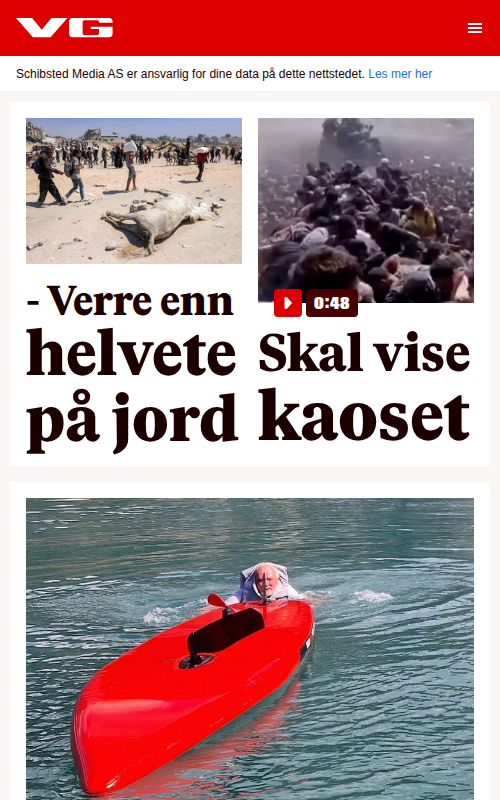 VG
Schibsted Media AS er ansvarlig for dine data på dette nettstedet. Les mer her
- Verre enn
helvete
på jord
0:48
Skal vise
kaoset